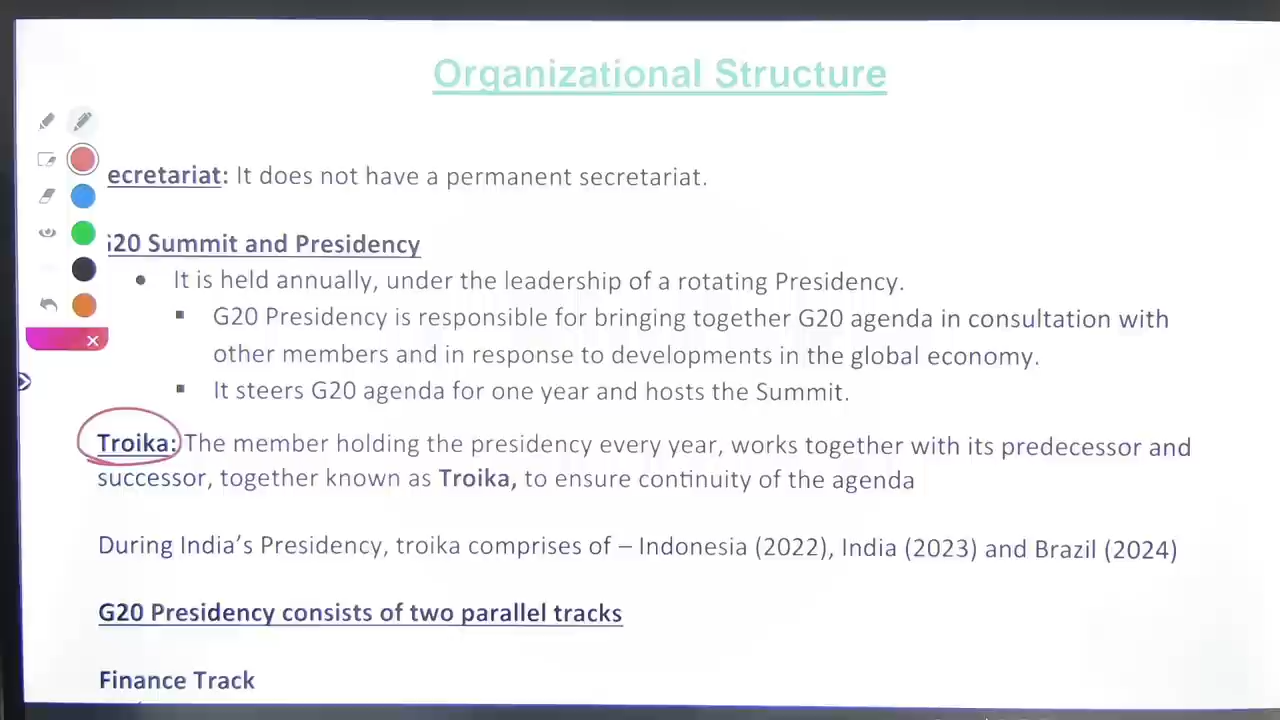 Organizational Structure
ecretariat: It does not have a permanent secretariat.
20 Summit and Presidency
• It is held annually, under the leadership of a rotating Presidency.
▪ G20 Presidency is responsible for bringing together G20 agenda in consultation with
other members and in response to developments in the global economy.
▪ It steers G20 agenda for one year and hosts the Summit.
Troika: The member holding the presidency every year, works together with its predecessor and
successor, together known as Troika, to ensure continuity of the agenda
During India's Presidency, troika comprises of – Indonesia (2022), India (2023) and Brazil (2024)
G20 Presidency consists of two parallel tracks
Finance Track